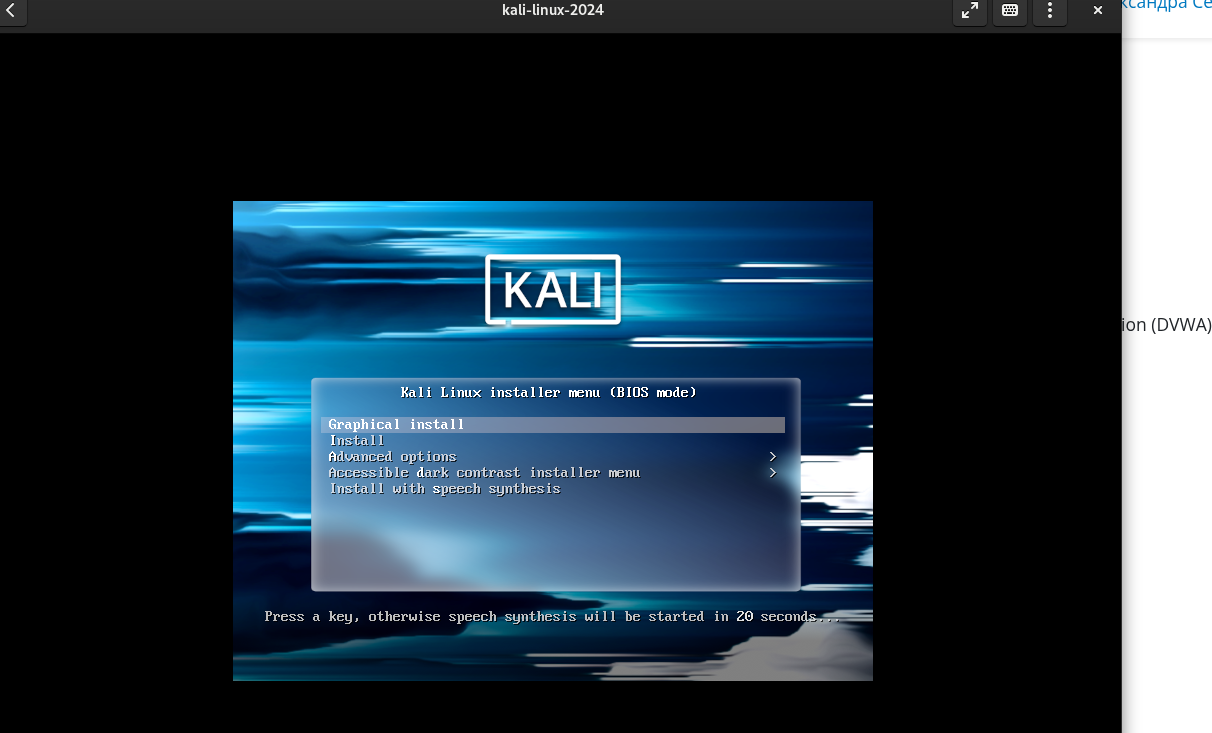 kali-linux-2024
ксандра Се
KALI
ion (DVWA)
Kali Linux installer menu (BIOS mode)
Graphical install
Install
Advanced options >
Accessible dark contrast installer menu >
Install with speech synthesis
Press a key, otherwise speech synthesis will be started in 20 seconds...